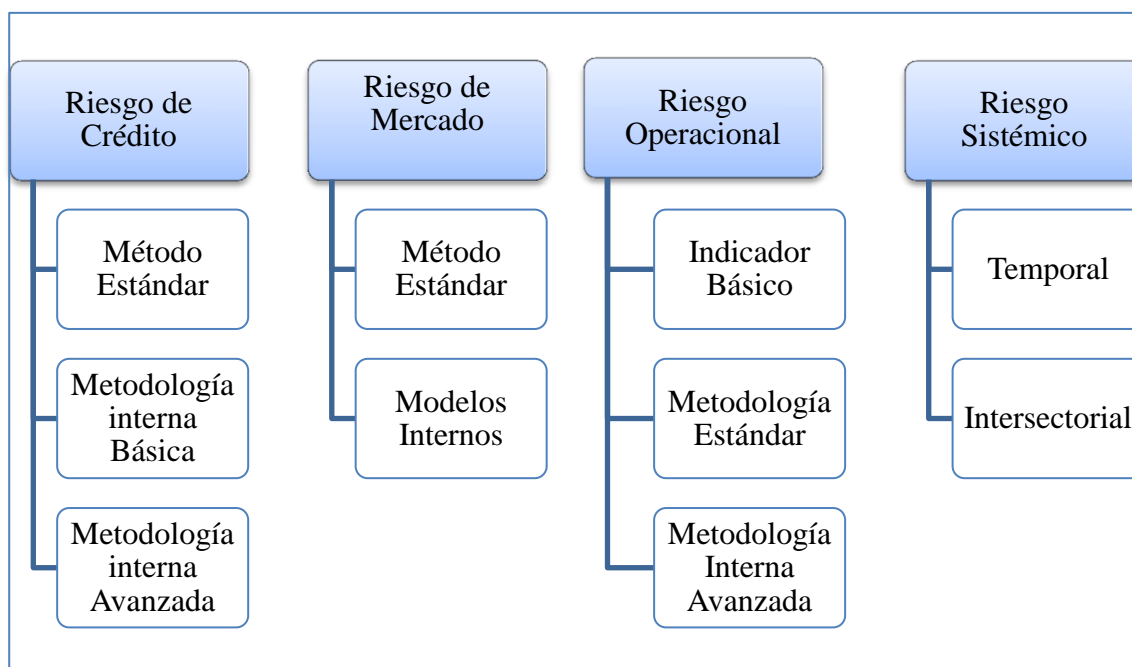 Riesgo de
Crédito
Método
Estándar
Metodología
interna
Básica
Metodología
interna
Avanzada
Riesgo de
Mercado
Método
Estándar
Modelos
Internos
Riesgo
Operacional
Indicador
Básico
Metodología
Estándar
Metodología
Interna
Avanzada
Riesgo
Sistémico
Temporal
Intersectorial